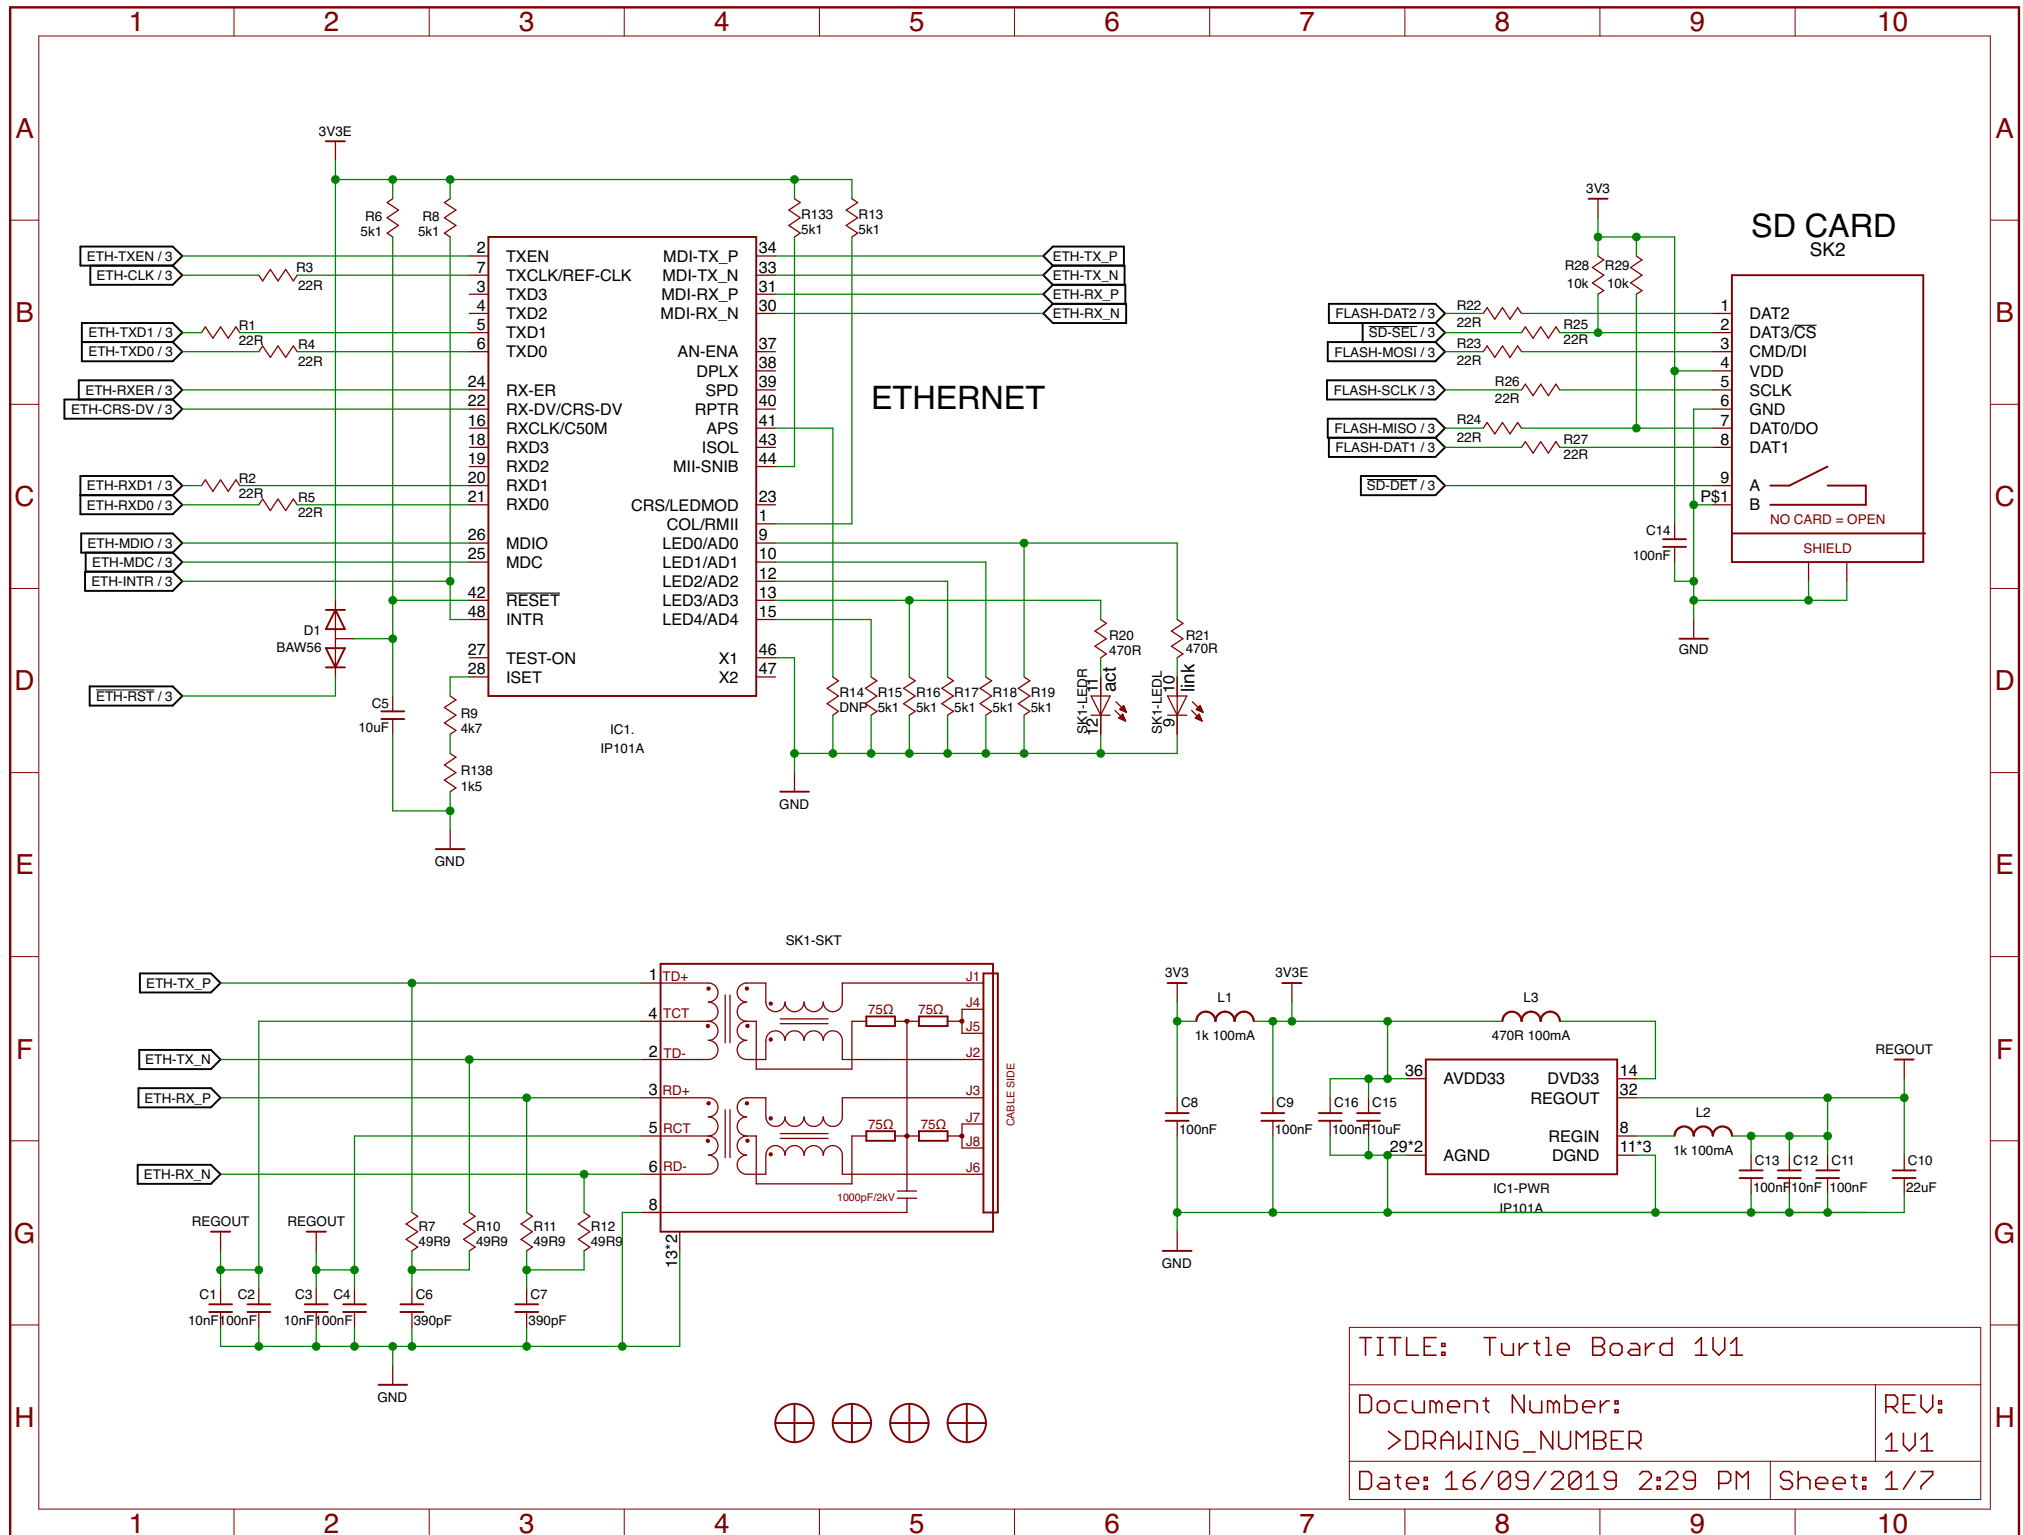 1 2 3 4 5 6 7 8 9 10
A A
B B
C C
D D
E E
F F
G G
H H
3V3E
R6
5k1
R8
5k1
R133
5k1
R13
5k1
ETH-TXEN / 3
ETH-CLK / 3
R3
22R
ETH-TXD1 / 3
R1
22R
ETH-TXD0 / 3
R4
22R
ETH-RXER / 3
ETH-CRS-DV / 3
ETH-RXD1 / 3
R2
22R
ETH-RXD0 / 3
R5
22R
ETH-MDIO / 3
ETH-MDC / 3
ETH-INTR / 3
D1
BAW56
ETH-RST / 3
C5
10uF
R9
4k7
R138
1k5
GND
2 TXEN
7 TXCLK/REF-CLK
3 TXD3
4 TXD2
5 TXD1
6 TXD0
24 RX-ER
22 RX-DV/CRS-DV
16 RXCLK/C50M
18 RXD3
19 RXD2
20 RXD1
21 RXD0
26 MDIO
25 MDC
42 RESET
48 INTR
27 TEST-ON
28 ISET
MDI-TX_P 34
MDI-TX_N 33
MDI-RX_P 31
MDI-RX_N 30
AN-ENA 37
DPLX 38
SPD 39
RPTR 40
APS 41
ISOL 43
MII-SNIB 44
CRS/LEDMOD 23
COL/RMII 1
LED0/AD0 9
LED1/AD1 10
LED2/AD2 12
LED3/AD3 13
LED4/AD4 15
X1 46
X2 47
IC1.
IP101A
ETH-TX_P
ETH-TX_N
ETH-RX_P
ETH-RX_N
ETHERNET
R14
DNP
R15
5k1
R16
5k1
R17
5k1
R18
5k1
R19
5k1
R20
470R
R21
470R
SK1-LEDR
11
12
act
SK1-LEDL
10
9
link
GND
3V3
SD CARD
SK2
R28
10k
R29
10k
FLASH-DAT2 / 3
R22
22R
SD-SEL / 3
R25
22R
FLASH-MOSI / 3
R23
22R
FLASH-SCLK / 3
R26
22R
FLASH-MISO / 3
R24
22R
FLASH-DAT1 / 3
R27
22R
SD-DET / 3
1 DAT2
2 DAT3/CS
3 CMD/DI
4 VDD
5 SCLK
6 GND
7 DAT0/DO
8 DAT1
9 A
P$1 B
NO CARD = OPEN
SHIELD
C14
100nF
GND
SK1-SKT
ETH-TX_P
ETH-TX_N
ETH-RX_P
ETH-RX_N
1 TD+
4 TCT
2 TD-
3 RD+
5 RCT
6 RD-
8
13*2
75Ω 75Ω
75Ω 75Ω
1000pF/2kV
J1
J4
J5
J2
J3
J7
J8
J6
CABLE SIDE
REGOUT
REGOUT
R7
49R9
R10
49R9
R11
49R9
R12
49R9
C1
10nF
C2
100nF
C3
10nF
C4
100nF
C6
390pF
C7
390pF
GND
3V3
3V3E
L1
1k 100mA
L3
470R 100mA
C8
100nF
C9
100nF
C16
100nF
C15
10uF
36 AVDD33
29*2 AGND
DVD33 14
REGOUT 32
REGIN 8
DGND 11*3
IC1-PWR
IP101A
L2
1k 100mA
REGOUT
C13
100nF
C12
10nF
C11
100nF
C10
22uF
GND
TITLE: Turtle Board 1V1
Document Number:
>DRAWING_NUMBER
REV:
1V1
Date: 16/09/2019 2:29 PM
Sheet: 1/7
1 2 3 4 5 6 7 8 9 10